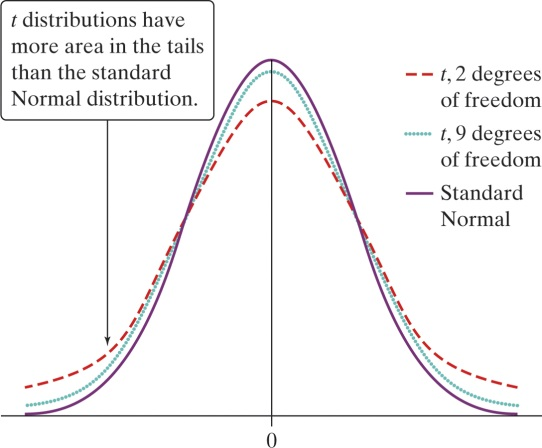 t distributions have
more area in the tails
than the standard
Normal distribution.
t, 2 degrees
of freedom
t, 9 degrees
of freedom
Standard
Normal
0